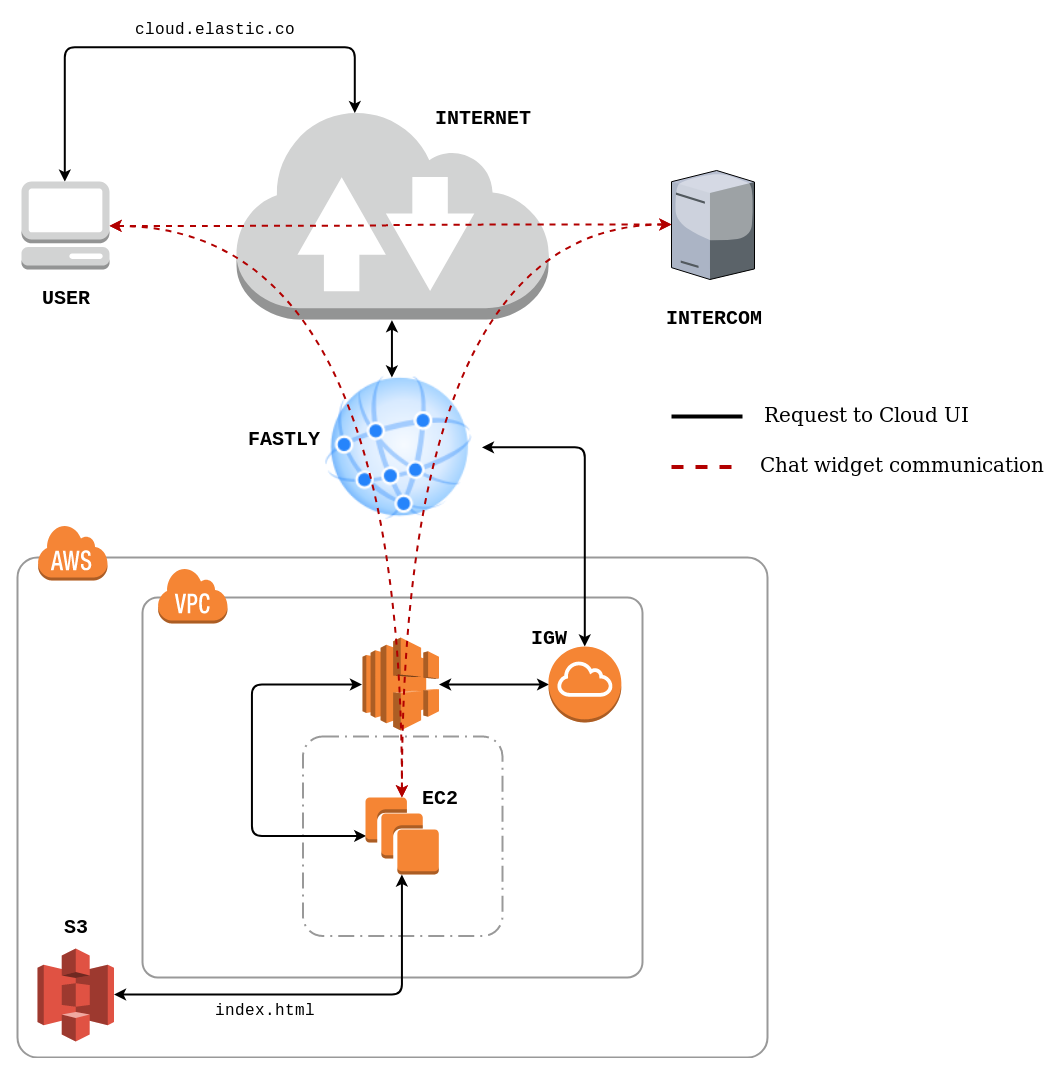 cloud.elastic.co
INTERNET
USER
INTERCOM
Request to Cloud UI
FASTLY
Chat widget communication
AWS
VPC
IGW
EC2
S3
index.html